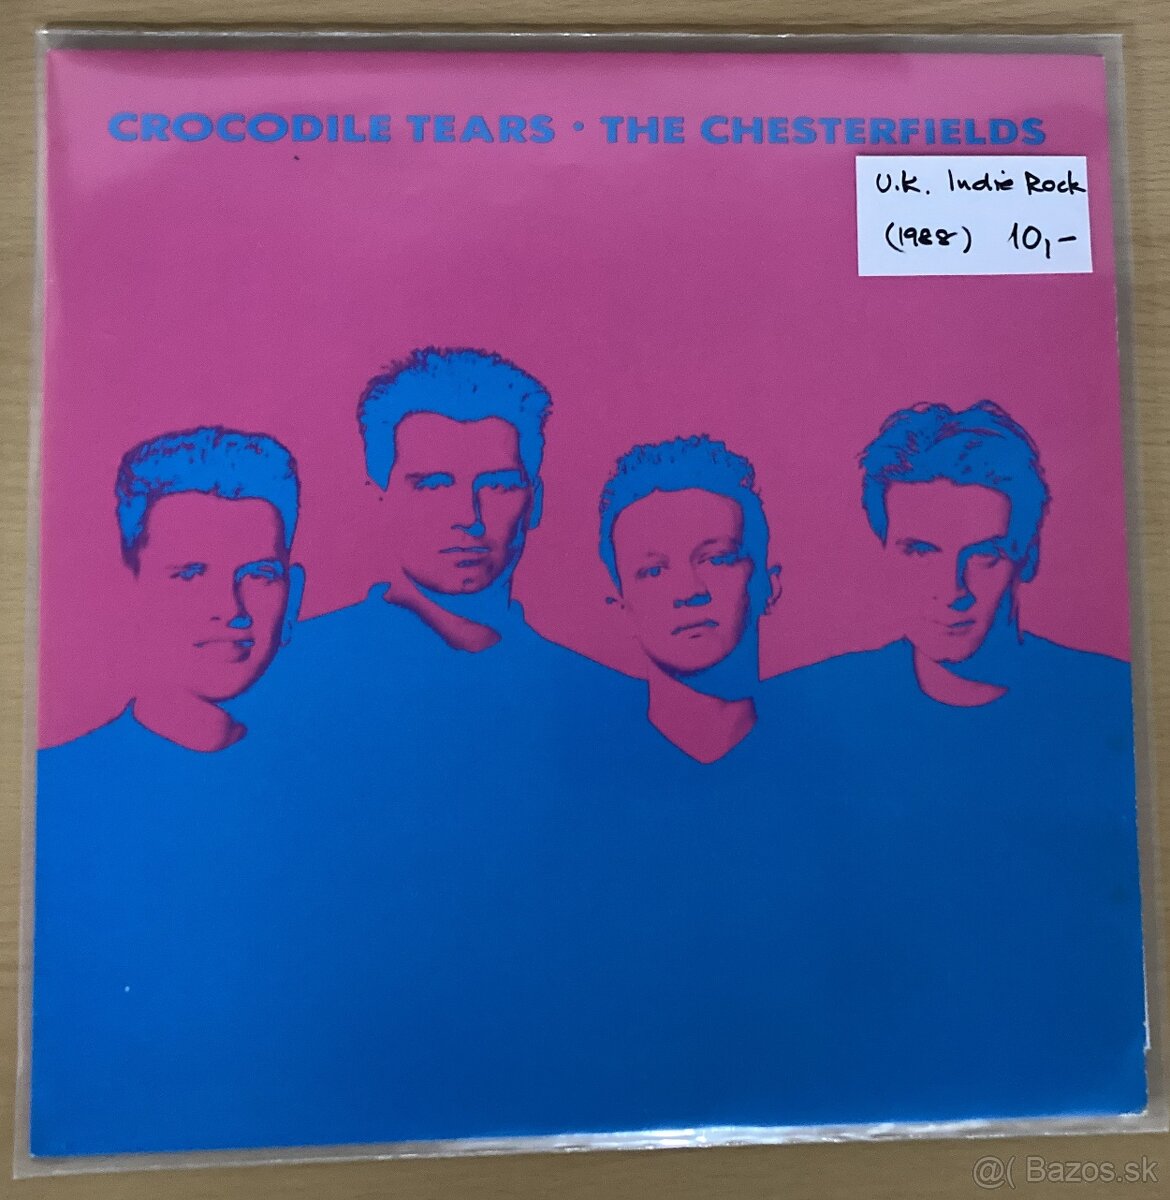 CROCODILE TEARS · THE CHESTERFIELDS
U.K. Indie Rock
(1988) 10,-
@( Bazos.sk